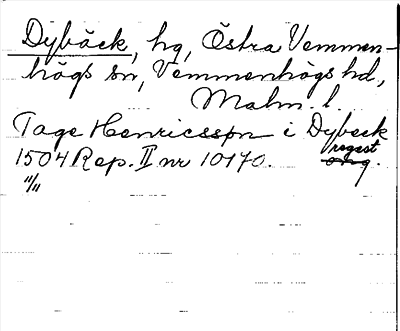 Dybäck, hg, Östra Vemmen-
högs sn, Vemmenhögs hd,
Malm. l.
Tage Henricsson i Dybeck
1504 Rep. II nr 10170. regest
orig.
"/11